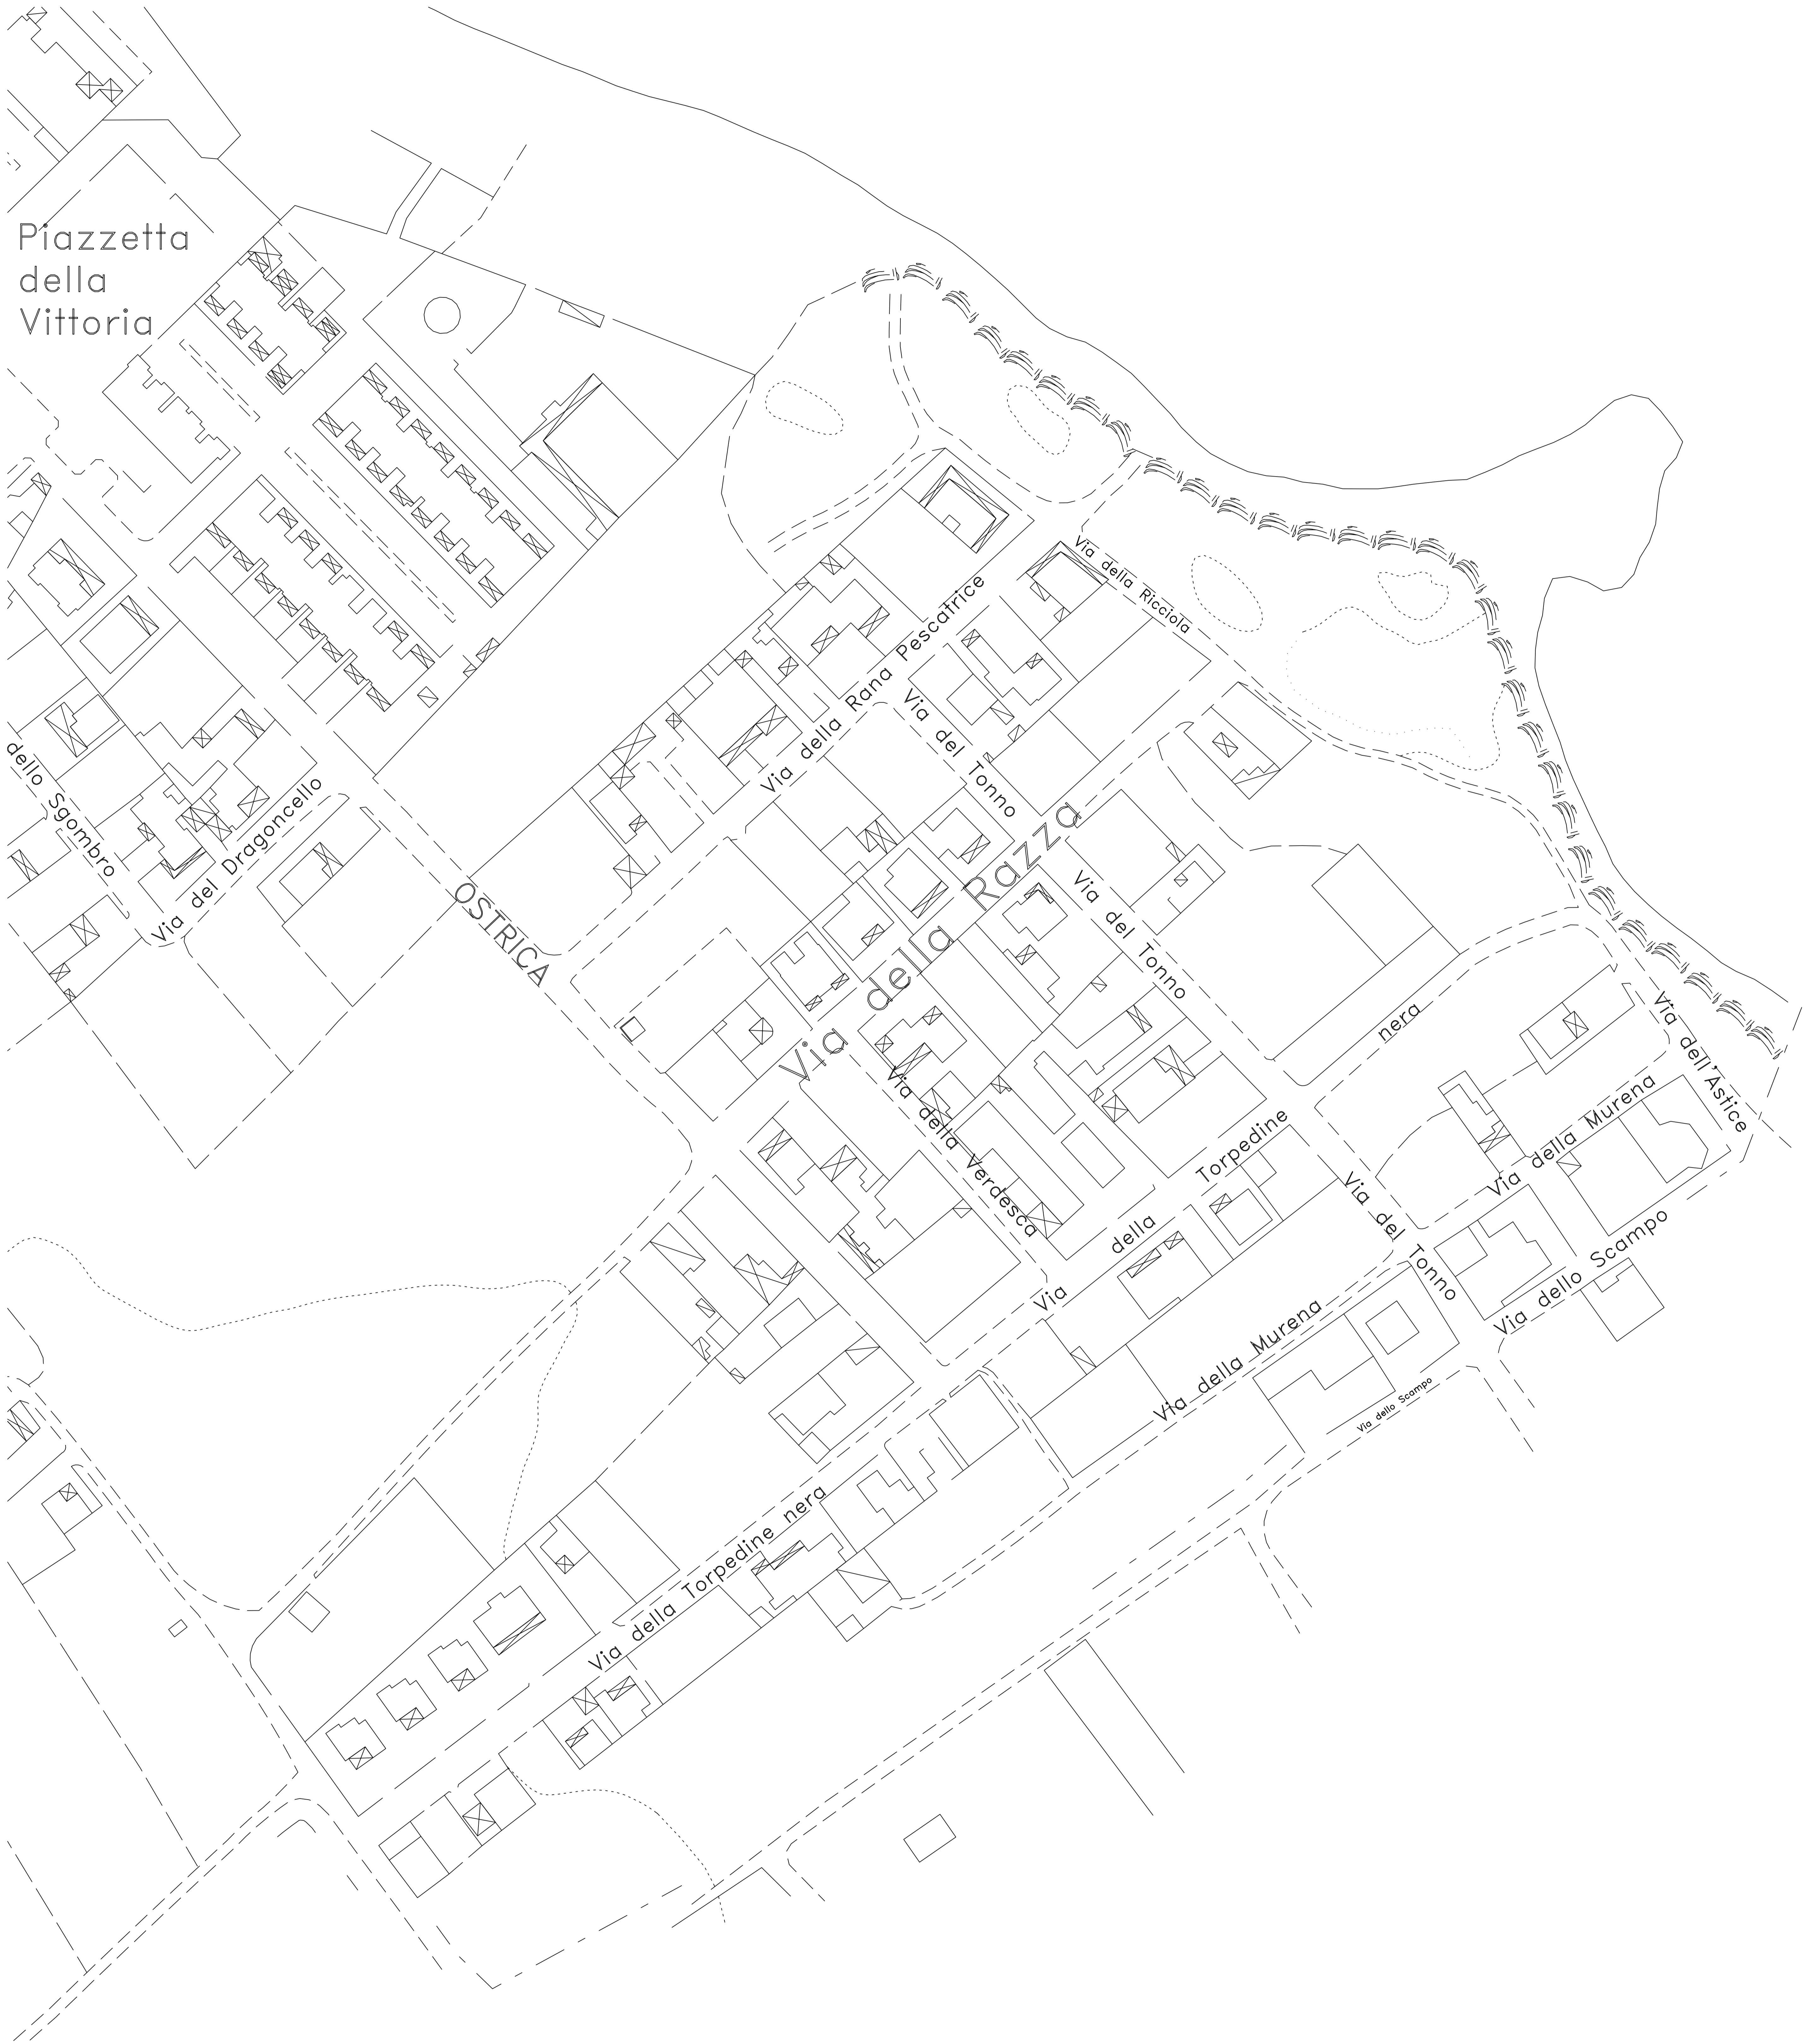 Piazzetta
della
Vittoria
Via della Ricciola
Via della Rana Pescatrice
Via del Tonno
dello Sgombro
Via del Dragoncello
OSTRICA
Via della Razza
Via del Tonno
nera
Via dell'Astice
Via della Verdesca
Via della Murena
Torpedine
della
Via
Via del Tonno
Via dello Scampo
Via della Murena
Via dello Scampo
Via della Torpedine nera